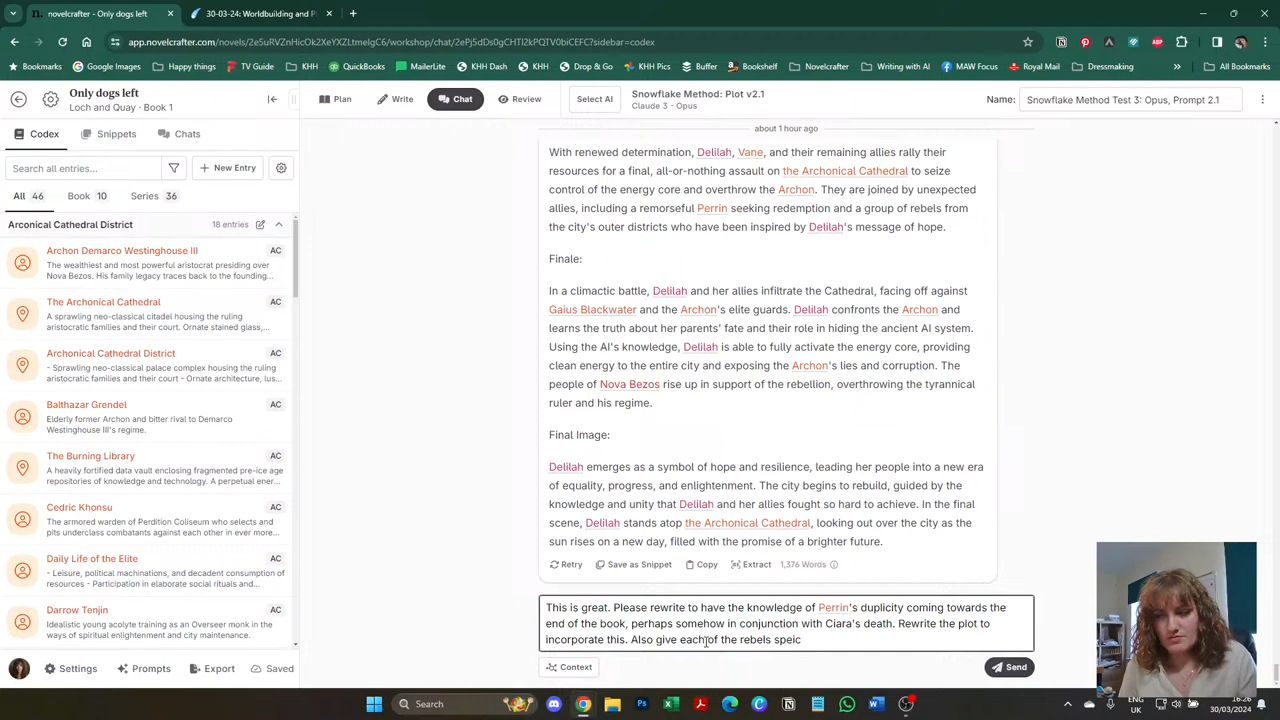 novelcrafter - Only dogs left
30-03-24: Worldbuilding and P
app.novelcrafter.com/novels/2e5uRVZnHicOk2XeYXZLtmelgC6/workshop/chat/2ePj5dDs0gCHTl2kPQTV0biCEFC?sidebar=codex
Bookmarks
Google Images
Happy things
TV Guide
KHH
QuickBooks
MailerLite
KHH Dash
KHH
Drop & Go
KHH Pics
Buffer
Bookshelf
Novelcrafter
Writing with AI
MAW Focus
All Bookmarks
Only dogs left
Loch and Quay - Book 1
Plan
Write
Chat
Review
Select AI
Snowflake Method: Plot v2.1
Claude 3 - Opus
Name:
Snowflake Method Test 3: Opus, Prompt 2.1
Codex
Snippets
Chats
Search all entries...
New Entry
All 46
Book 10
Series 36
Arconical Cathedral District
18 entries
Archon Demarco Westinghouse III
AC
The wealthiest and most powerful aristocrat presiding over
Nova Bezos. His family legacy traces back to the founding...
The Archonical Cathedral
AC
A sprawling neo-classical citadel housing the ruling
aristocratic families and their court. Ornate stained glass,...
Archonical Cathedral District
AC
- Sprawling neo-classical palace complex housing the ruling
aristocratic families and their court - Ornate architecture, lus...
Balthazar Grendel
AC
Elderly former Archon and bitter rival to Demarco
Westinghouse III's regime.
The Burning Library
AC
A heavily fortified data vault enclosing fragmented pre-ice age
repositories of knowledge and technology. A perpetual ener...
Cedric Khonsu
AC
The armored warden of Perdition Coliseum who selects and
pits underclass combatants against each other in ever more...
Daily Life of the Elite
AC
- Leisure, political machinations, and decadent consumption of
resources - Participation in elaborate social rituals and...
Darrow Tenjin
AC
Idealistic young acolyte training as an Overseer monk in the
ways of spiritual enlightenment and city maintenance.
Settings
Prompts
Export
Saved
about 1 hour ago
With renewed determination, Delilah, Vane, and their remaining allies rally their
resources for a final, all-or-nothing assault on the Archonical Cathedral to seize
control of the energy core and overthrow the Archon. They are joined by unexpected
allies, including a remorseful Perrin seeking redemption and a group of rebels from
the city's outer districts who have been inspired by Delilah's message of hope.
Finale:
In a climactic battle, Delilah and her allies infiltrate the Cathedral, facing off against
Gaius Blackwater and the Archon's elite guards. Delilah confronts the Archon and
learns the truth about her parents' fate and their role in hiding the ancient AI system.
Using the AI's knowledge, Delilah is able to fully activate the energy core, providing
clean energy to the entire city and exposing the Archon's lies and corruption. The
people of Nova Bezos rise up in support of the rebellion, overthrowing the tyrannical
ruler and his regime.
Final Image:
Delilah emerges as a symbol of hope and resilience, leading her people into a new era
of equality, progress, and enlightenment. The city begins to rebuild, guided by the
knowledge and unity that Delilah and her allies fought so hard to achieve. In the final
scene, Delilah stands atop the Archonical Cathedral, looking out over the city as the
sun rises on a new day, filled with the promise of a brighter future.
Retry
Save as Snippet
Copy
Extract
1,376 Words
This is great. Please rewrite to have the knowledge of Perrin's duplicity coming towards the
end of the book, perhaps somehow in conjunction with Ciara's death. Rewrite the plot to
incorporate this. Also give each of the rebels speic
Context
Send
Search
ENG
UK
16:26
30/03/2024